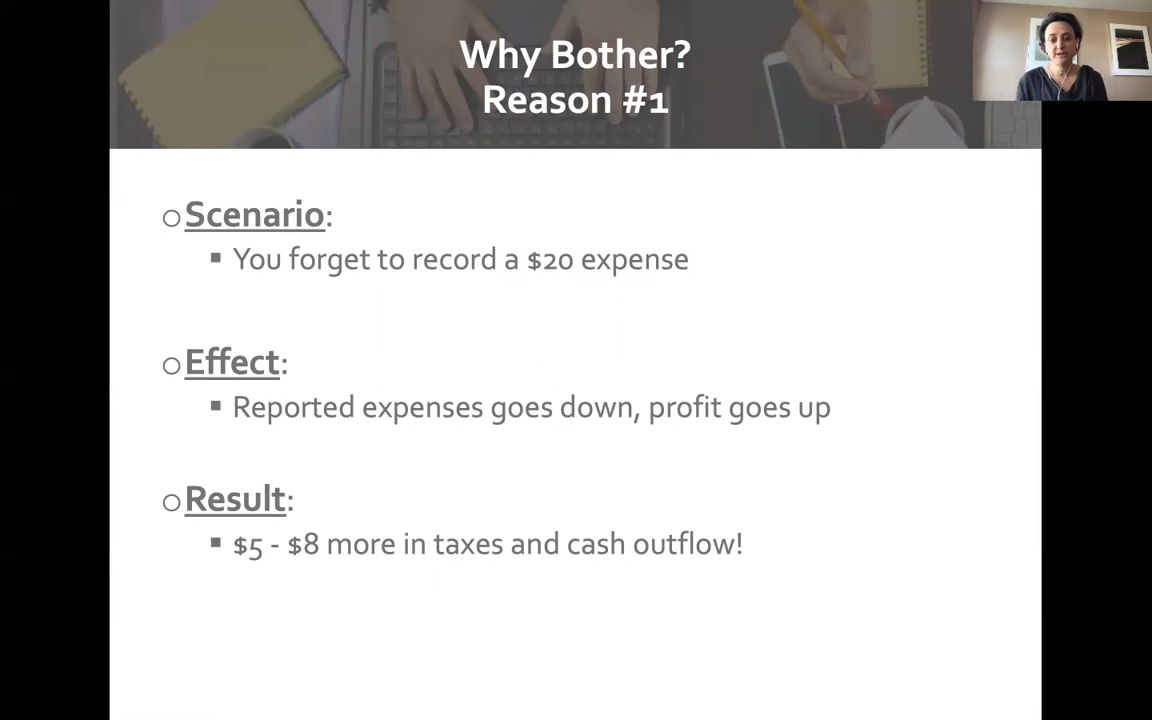 Why Bother?
Reason #1
Scenario:
You forget to record a $20 expense
Effect:
Reported expenses goes down, profit goes up
Result:
$5 - $8 more in taxes and cash outflow!